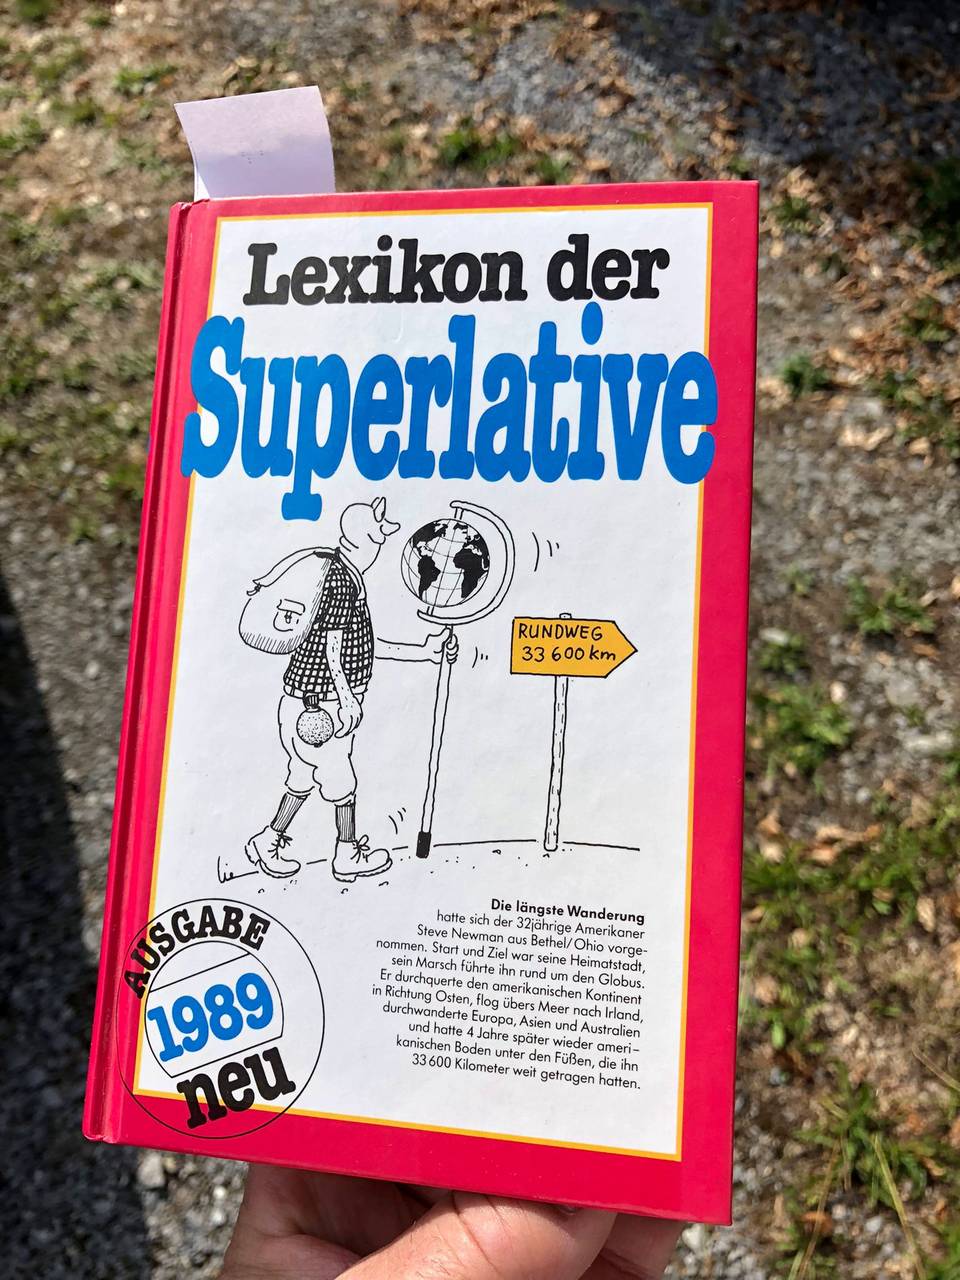 Lexikon der
Superlative
RUNDWEG
33 600 km
Die längste Wanderung
hatte sich der 32jährige Amerikaner
Steve Newman aus Bethel/Ohio vorge-
nommen. Start und Ziel war seine Heimatstadt,
sein Marsch führte ihn rund um den Globus.
Er durchquerte den amerikanischen Kontinent
in Richtung Osten, flog übers Meer nach Irland,
durchwanderte Europa, Asien und Australien
und hatte 4 Jahre später wieder ameri-
kanischen Boden unter den Füßen, die ihn
33 600 Kilometer weit getragen hatten.
AUSGABE
1989
neu